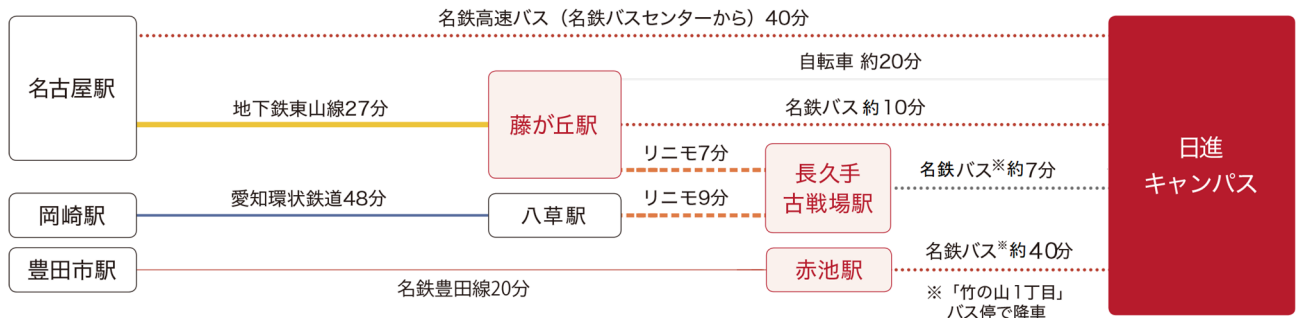 名鉄高速バス（名鉄バスセンターから）40分
名古屋駅
自転車 約20分
地下鉄東山線27分
藤が丘駅
名鉄バス 約10分
リニモ7分
長久手
古戦場駅
名鉄バス※約7分
日進
キャンパス
岡崎駅
愛知環状鉄道48分
八草駅
リニモ9分
豊田市駅
名鉄豊田線20分
赤池駅
名鉄バス※約40分
※「竹の山1丁目」
バス停で降車